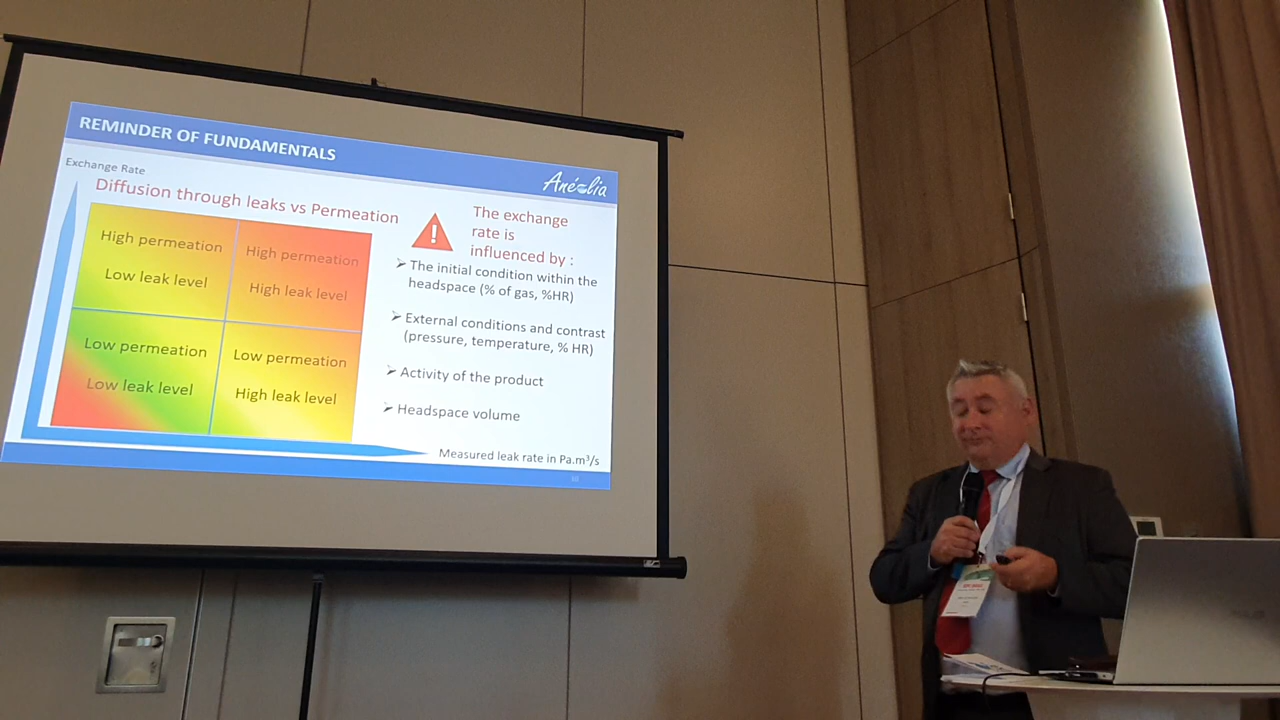 REMINDER OF FUNDAMENTALS
Anéolia
Exchange Rate
Diffusion through leaks vs Permeation
High permeation
Low leak level
High permeation
High leak level
Low permeation
Low leak level
Low permeation
High leak level
!
The exchange
rate is
influenced by :
➢ The initial condition within the
headspace (% of gas, %HR)
➢ External conditions and contrast
(pressure, temperature, % HR)
➢ Activity of the product
➢ Headspace volume
Measured leak rate in Pa.m³/s
10